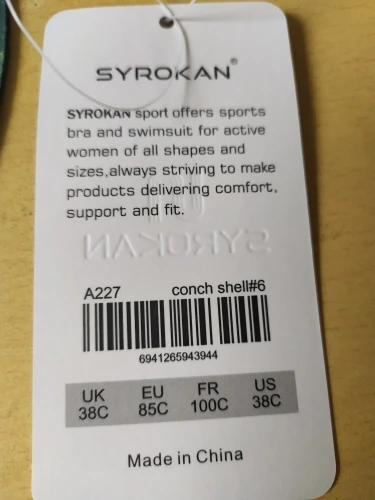 SYROKAN®
SYROKAN sport offers sports
bra and swimsuit for active
women of all shapes and
sizes,always striving to make
products delivering comfort,
support and fit.
SYROKAN
A227 conch shell#6
6941265943944
UK EU FR US
38C 85C 100C 38C
Made in China